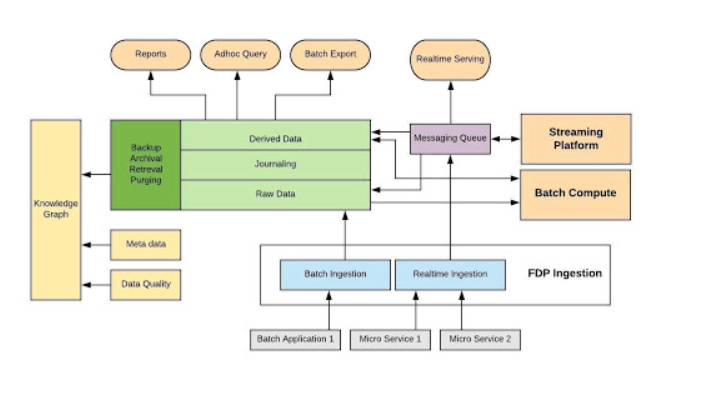 Reports
Adhoc Query
Batch Export
Realtime Serving
Backup
Archival
Retreval
Purging
Derived Data
Journaling
Raw Data
Messaging Queue
Streaming
Platform
Batch Compute
Knowledge
Graph
Meta data
Data Quality
Batch Ingestion
Realtime Ingestion
FDP Ingestion
Batch Application 1
Micro Service 1
Micro Service 2